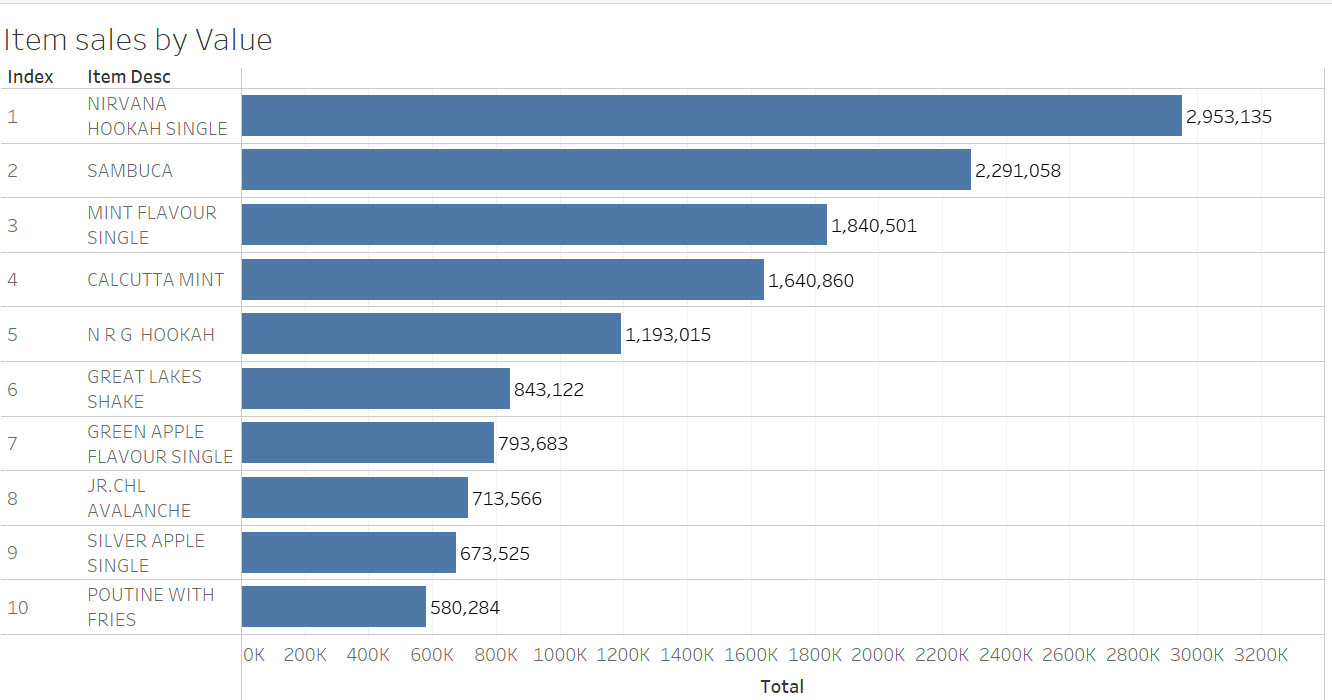 Item sales by Value
Index Item Desc
1 NIRVANA HOOKAH SINGLE 2,953,135
2 SAMBUCA 2,291,058
3 MINT FLAVOUR SINGLE 1,840,501
4 CALCUTTA MINT 1,640,860
5 N R G  HOOKAH 1,193,015
6 GREAT LAKES SHAKE 843,122
7 GREEN APPLE FLAVOUR SINGLE 793,683
8 JR.CHL AVALANCHE 713,566
9 SILVER APPLE SINGLE 673,525
10 POUTINE WITH FRIES 580,284
0K 200K 400K 600K 800K 1000K 1200K 1400K 1600K 1800K 2000K 2200K 2400K 2600K 2800K 3000K 3200K
Total